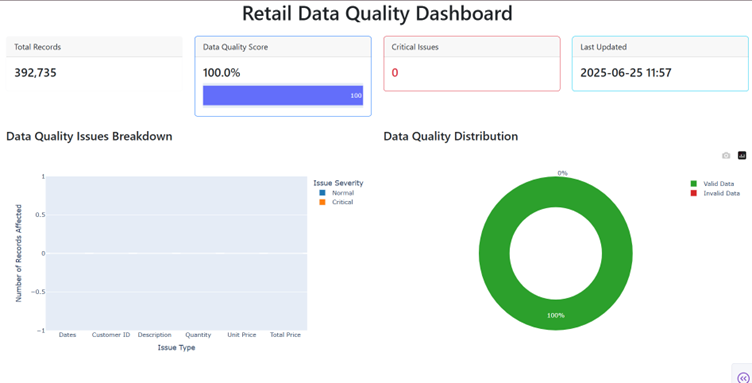 Retail Data Quality Dashboard
Total Records
392,735
Data Quality Score
100.0%
100
Critical Issues
0
Last Updated
2025-06-25 11:57
Data Quality Issues Breakdown
Number of Records Affected
1
0.5
0
−0.5
−1
Dates
Customer ID
Description
Quantity
Unit Price
Total Price
Issue Type
Issue Severity
Normal
Critical
Data Quality Distribution
0%
100%
Valid Data
Invalid Data